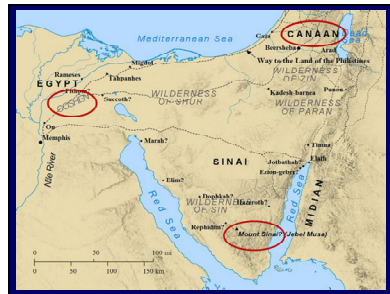 Mediterranean Sea
Dead
Sea
CANAAN
Gaza
Beersheba
Arad
Way to the Land of the Philistines
WILDERNESS
OF ZIN
Migdol
Rameses
Tahpanhes
EGYPT
Pithom
GOSHEN
Succoth?
WILDERNESS
OF SHUR
Kadesh-barnea
Punon
WILDERNESS
OF PARAN
On
Memphis
Nile River
Marah?
SINAI
Timna
Jotbathah?
Elath
Ezion-geber?
Elim?
Dophkah?
WILDERNESS
OF SIN
Hazeroth?
MIDIAN
Red Sea
Red Sea
Rephidim?
Mount Sinai? (Jebel Musa)
0 50 100 mi
0 50 100 150 km